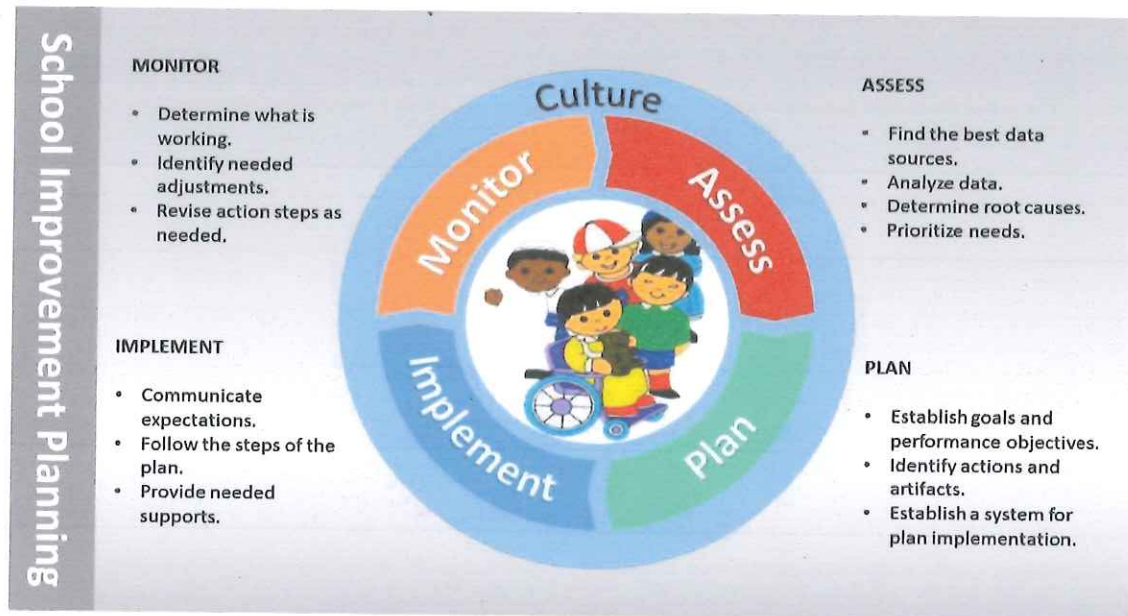 School Improvement Planning
MONITOR
• Determine what is
working.
• Identify needed
adjustments.
• Revise action steps as
needed.
IMPLEMENT
• Communicate
expectations.
• Follow the steps of the
plan.
• Provide needed
supports.
Culture
Monitor
Assess
Implement
Plan
ASSESS
• Find the best data
sources.
• Analyze data.
• Determine root causes.
• Prioritize needs.
PLAN
• Establish goals and
performance objectives.
• Identify actions and
artifacts.
• Establish a system for
plan implementation.